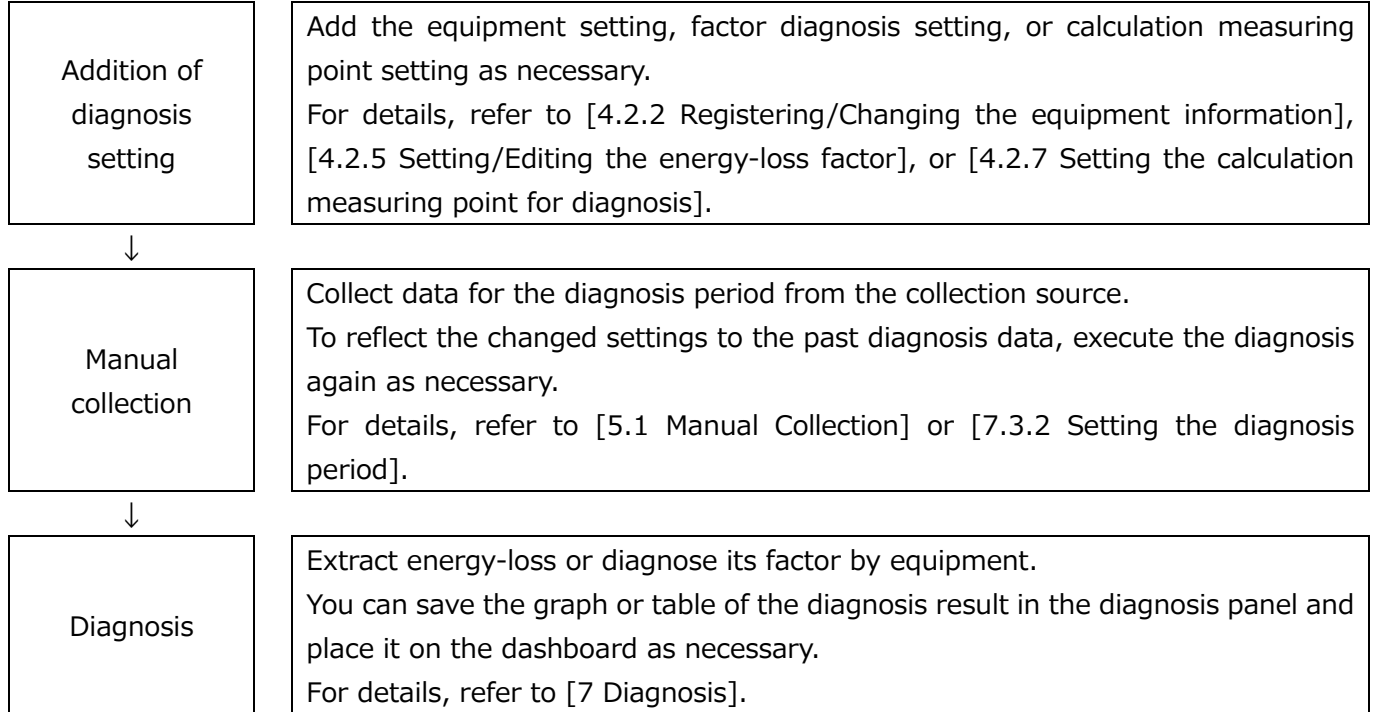 Addition of
diagnosis
setting
Add the equipment setting, factor diagnosis setting, or calculation measuring
point setting as necessary.
For details, refer to [4.2.2 Registering/Changing the equipment information],
[4.2.5 Setting/Editing the energy-loss factor], or [4.2.7 Setting the calculation
measuring point for diagnosis].
↓
Manual
collection
Collect data for the diagnosis period from the collection source.
To reflect the changed settings to the past diagnosis data, execute the diagnosis
again as necessary.
For details, refer to [5.1 Manual Collection] or [7.3.2 Setting the diagnosis
period].
↓
Diagnosis
Extract energy-loss or diagnose its factor by equipment.
You can save the graph or table of the diagnosis result in the diagnosis panel and
place it on the dashboard as necessary.
For details, refer to [7 Diagnosis].